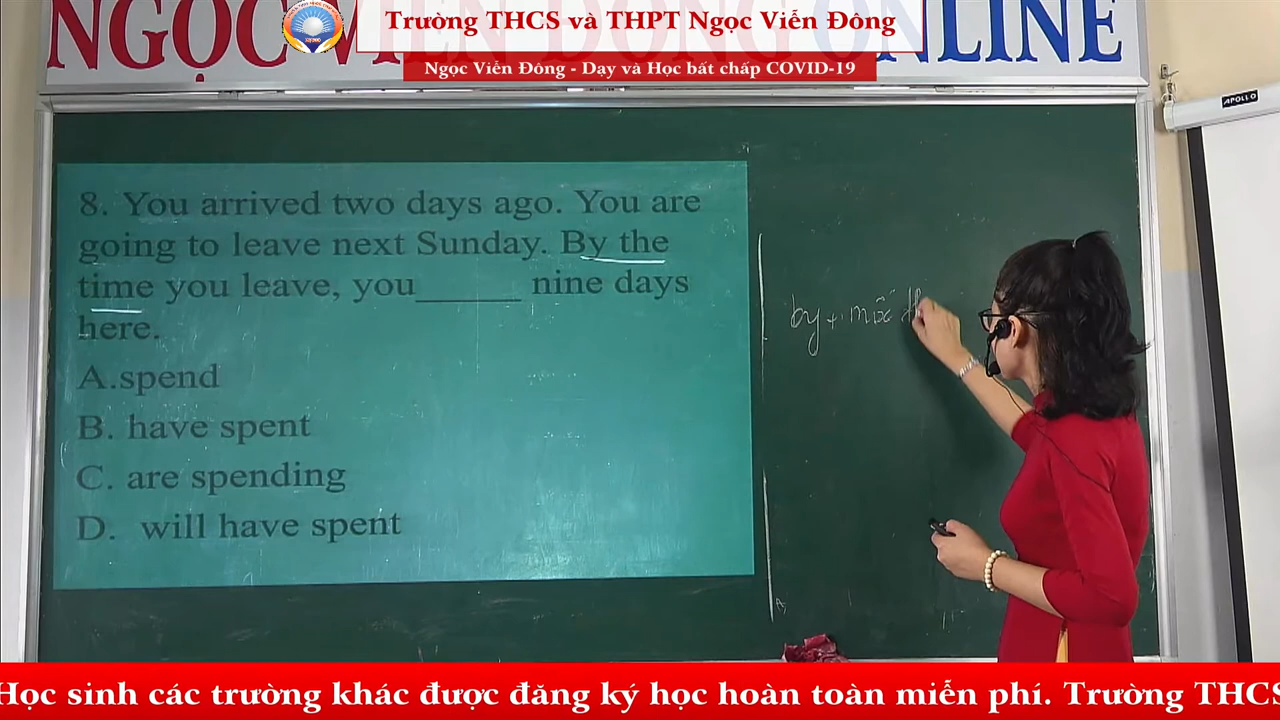 NGỌC VIỄN ĐÔNG ONLINE
Trường THCS và THPT Ngọc Viễn Đông
Ngọc Viễn Đông - Dạy và Học bất chấp COVID-19
APOLLO
8. You arrived two days ago. You are
going to leave next Sunday. By the
time you leave, you______ nine days
here.
A.spend
B. have spent
C. are spending
D. will have spent
by + mốc
Học sinh các trường khác được đăng ký học hoàn toàn miễn phí. Trường THCS